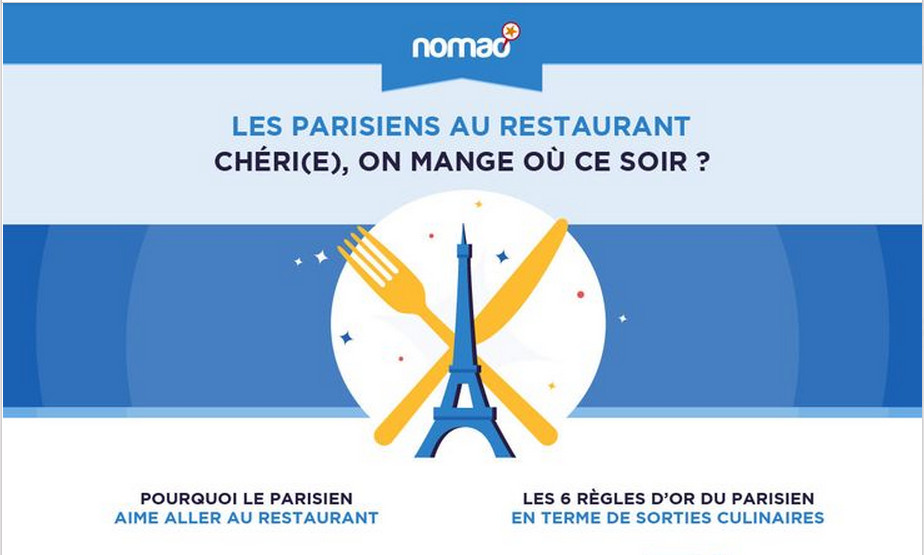 nomao
LES PARISIENS AU RESTAURANT
CHÉRI(E), ON MANGE OÙ CE SOIR ?
POURQUOI LE PARISIEN
AIME ALLER AU RESTAURANT
LES 6 RÈGLES D'OR DU PARISIEN
EN TERME DE SORTIES CULINAIRES